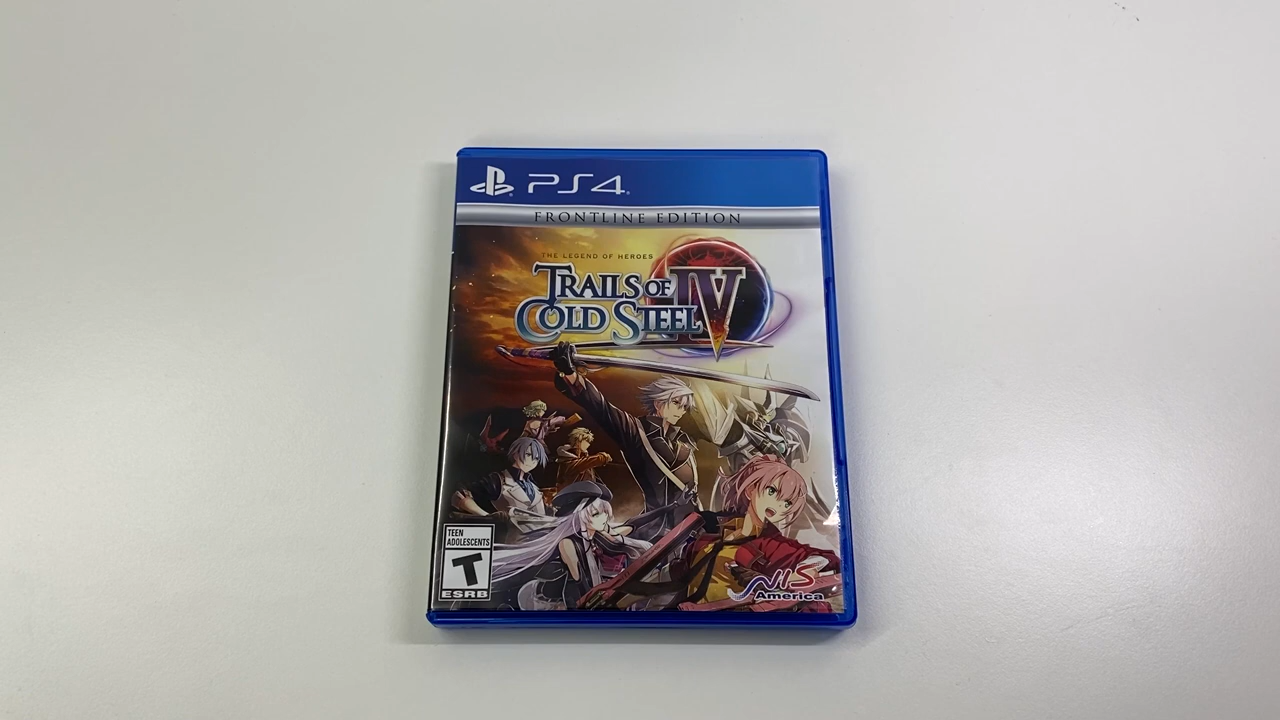 PS4
FRONTLINE EDITION
THE LEGEND OF HEROES
TRAILS OF
COLD STEEL IV
TEEN
ADOLESCENTS
T
ESRB
NIS
America